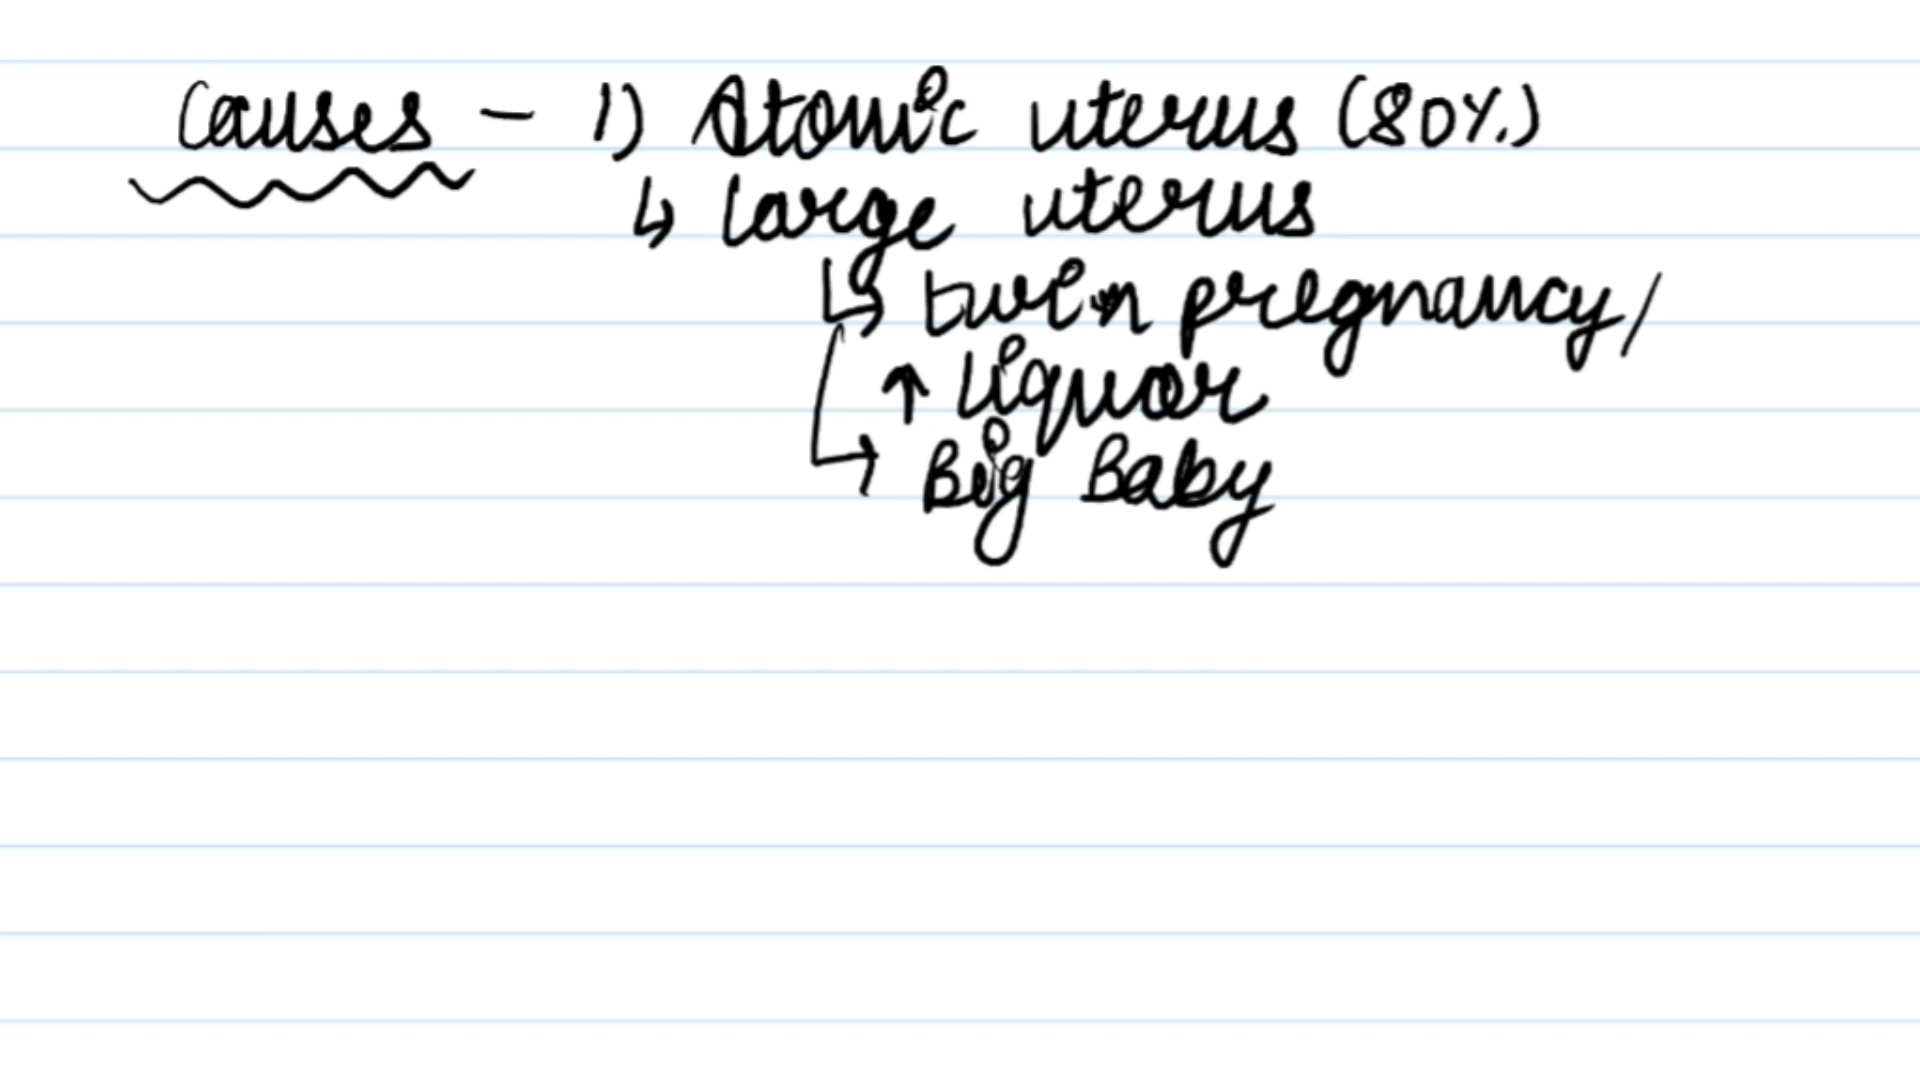 Causes - 1) Atonic uterus (80%)
↳ Large uterus
↳ twin pregnancy/
↑ liquor
→ Big Baby